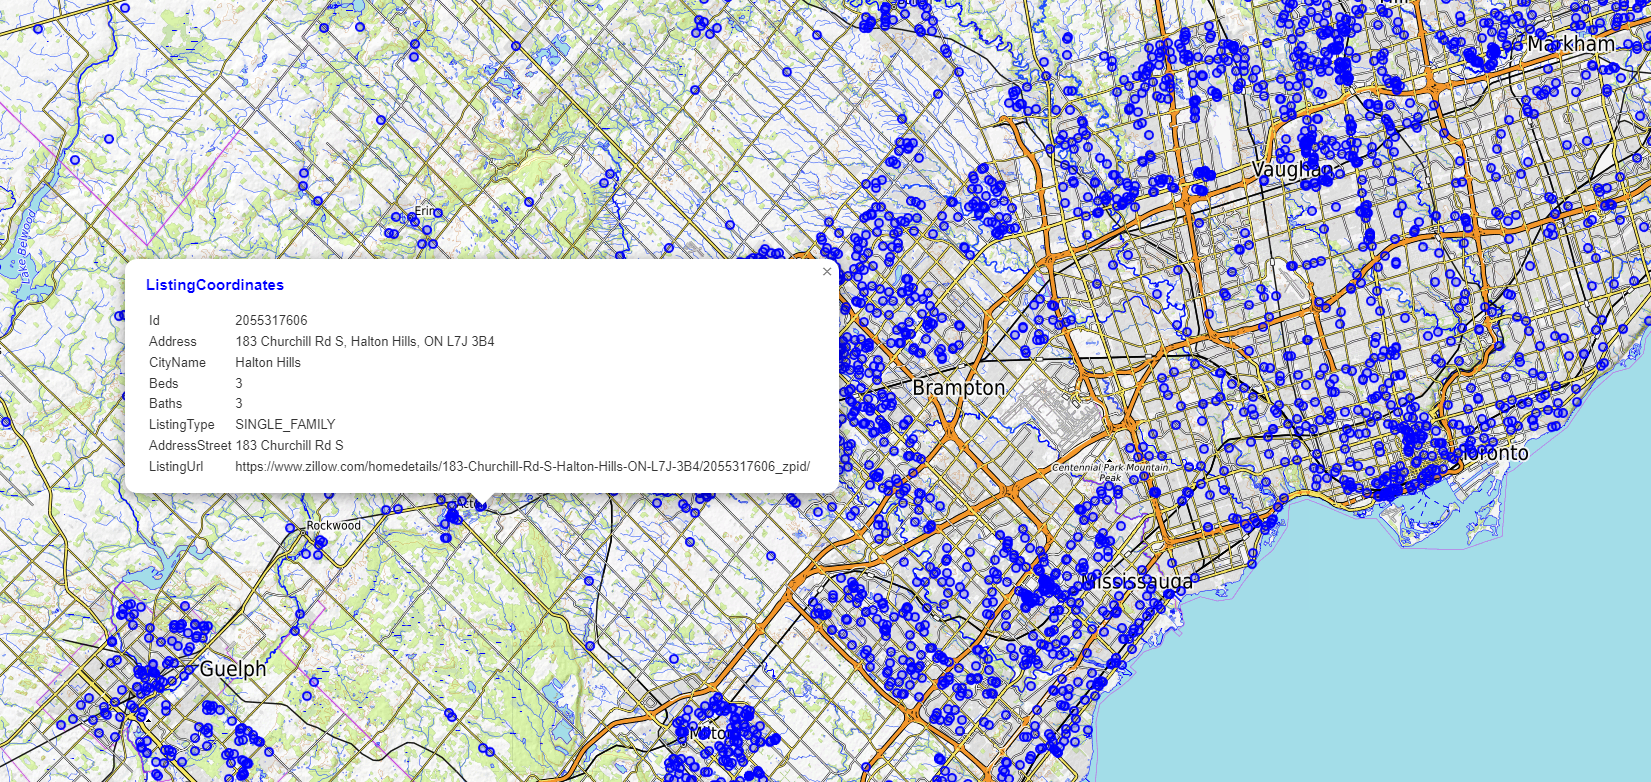 Markham
Vaughan
Erin
Lake Belwood
ListingCoordinates
×
Id 2055317606
Address 183 Churchill Rd S, Halton Hills, ON L7J 3B4
CityName Halton Hills
Beds 3
Baths 3
ListingType SINGLE_FAMILY
AddressStreet 183 Churchill Rd S
ListingUrl https://www.zillow.com/homedetails/183-Churchill-Rd-S-Halton-Hills-ON-L7J-3B4/2055317606_zpid/
Brampton
Toronto
Centennial Park Mountain
Peak
Acton
Rockwood
Mississauga
Guelph
Milton